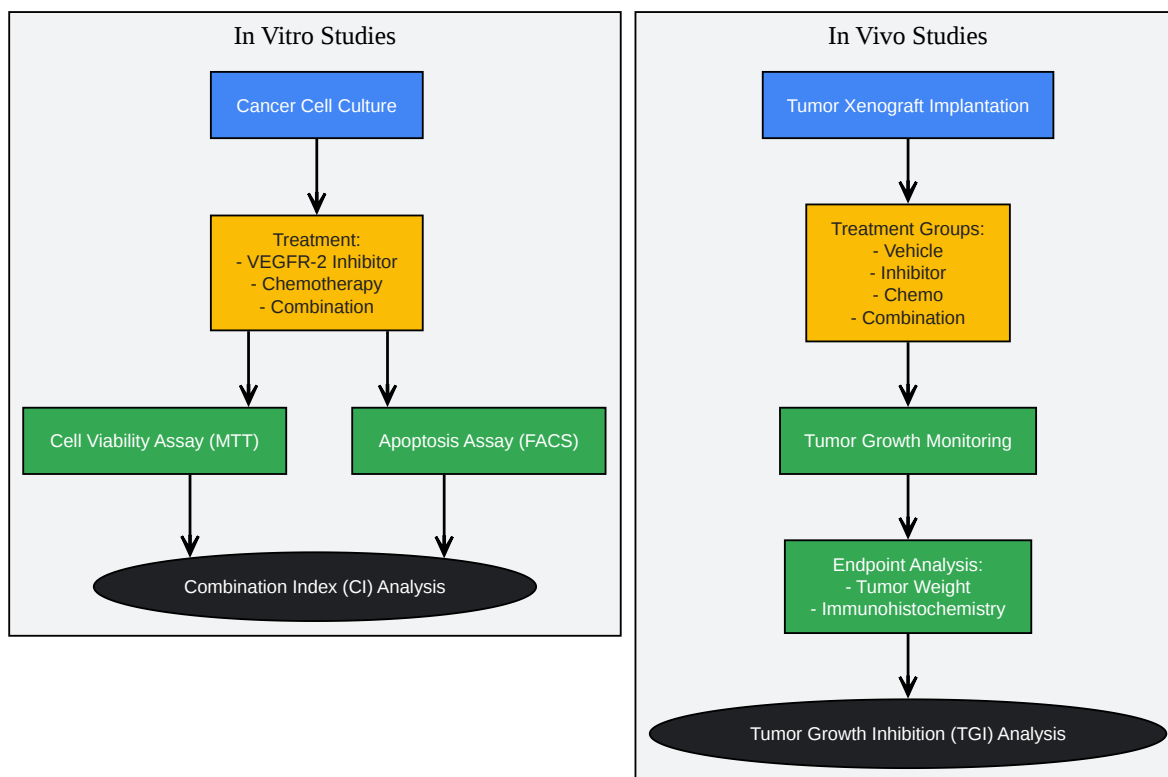 In Vitro Studies
Cancer Cell Culture
Treatment:
- VEGFR-2 Inhibitor
- Chemotherapy
- Combination
Cell Viability Assay (MTT)
Apoptosis Assay (FACS)
Combination Index (CI) Analysis
In Vivo Studies
Tumor Xenograft Implantation
Treatment Groups:
- Vehicle
- Inhibitor
- Chemo
- Combination
Tumor Growth Monitoring
Endpoint Analysis:
- Tumor Weight
- Immunohistochemistry
Tumor Growth Inhibition (TGI) Analysis